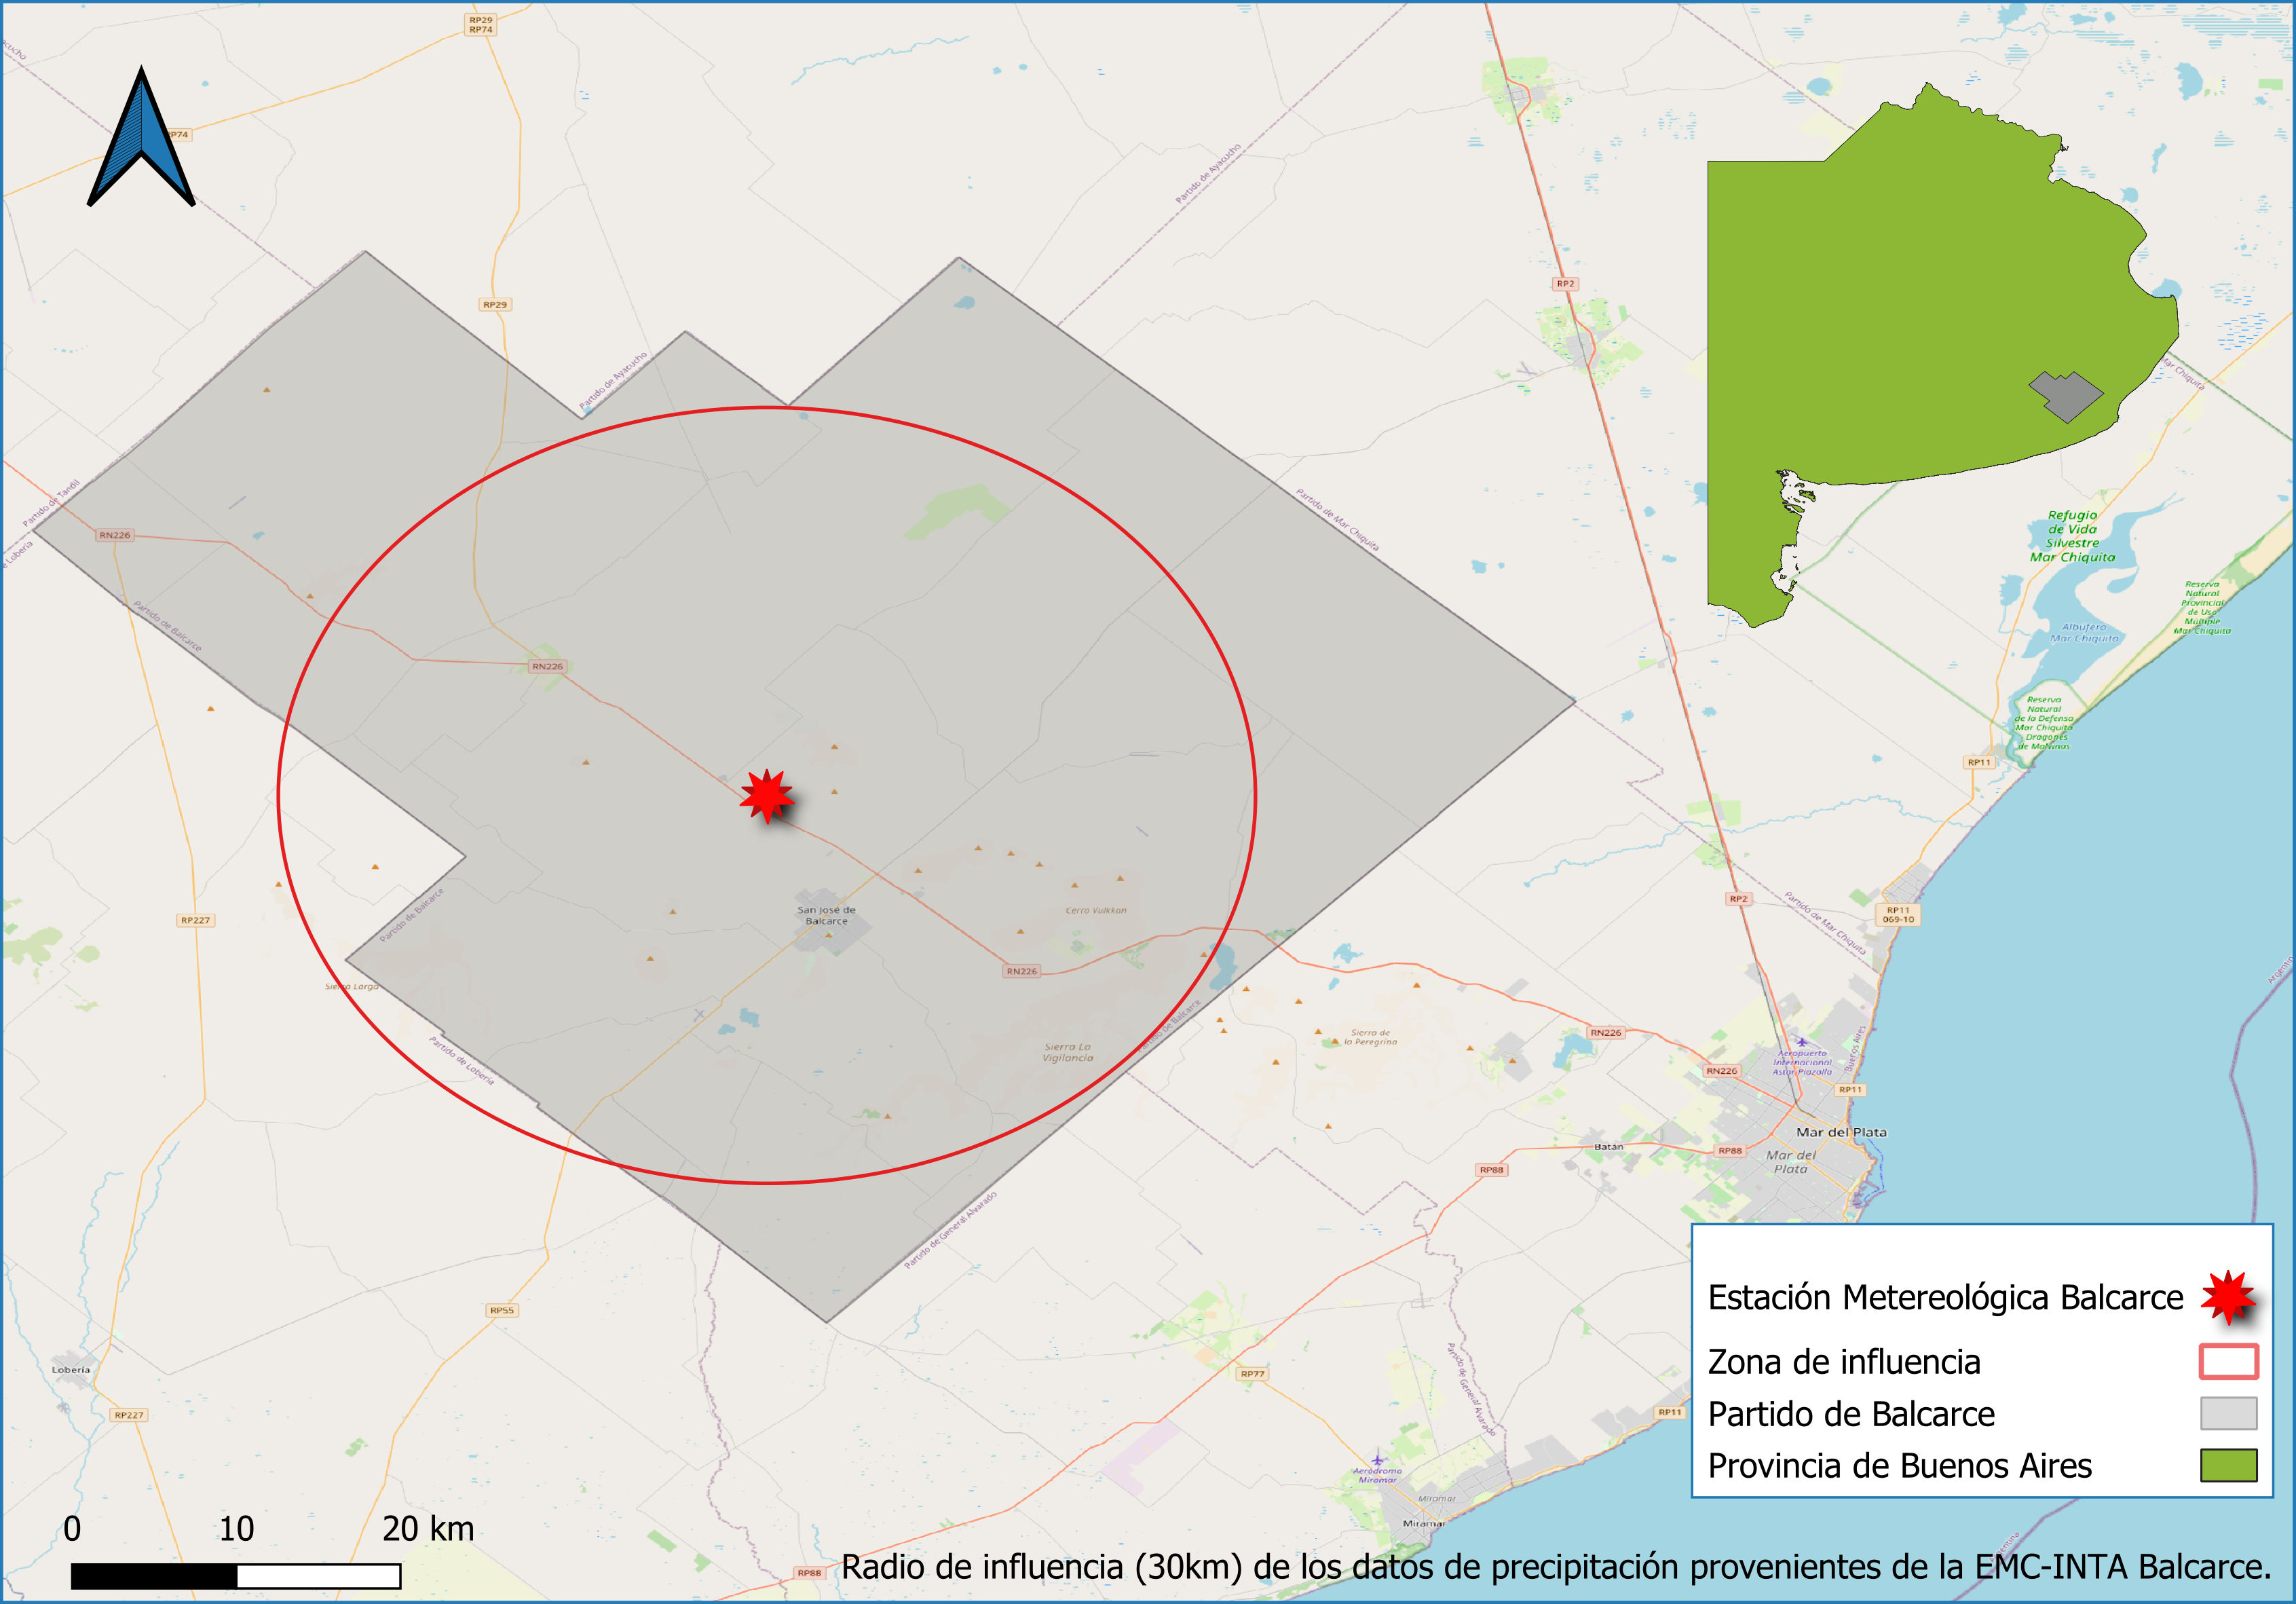 RP29
RP74
RP74
Partido de Ayacucho
RP2
RP29
Partido de Ayacucho
Mar Chiquita
Partido de Tandil
Partido de Mar Chiquita
RN226
Refugio
de Vida
Silvestre
Mar Chiquita
Reserva
Natural
Provincial
de Uso
Múltiple
Mar Chiquita
Albufera
Mar Chiquita
Partido de Balcarce
RN226
Reserva
Natural
de la Defensa
Mar Chiquita
Dragones
de Malvinas
RP11
Partido de Balcarce
San José de
Balcarce
Cerro Vulkkan
RP227
RP2
RP11
069-10
Partido de Mar Chiquita
RN226
Sierra Larga
Partido de Balcarce
Sierra La
Vigilancia
Sierra de
la Peregrina
RN226
Partido de Lobería
Aeropuerto
Internacional
Astor Piazzolla
Buenos Aires
RN226
RP11
Mar del Plata
Mar del
Plata
Batán
RP88
RP88
Partido de General Alvarado
RP55
Lobería
RP227
RP77
Partido de General Alvarado
RP11
Aeródromo
Miramar
Miramar
Miramar
RP88
Estación Metereológica Balcarce
Zona de influencia
Partido de Balcarce
Provincia de Buenos Aires
0 10 20 km
Radio de influencia (30km) de los datos de precipitación provenientes de la EMC-INTA Balcarce.